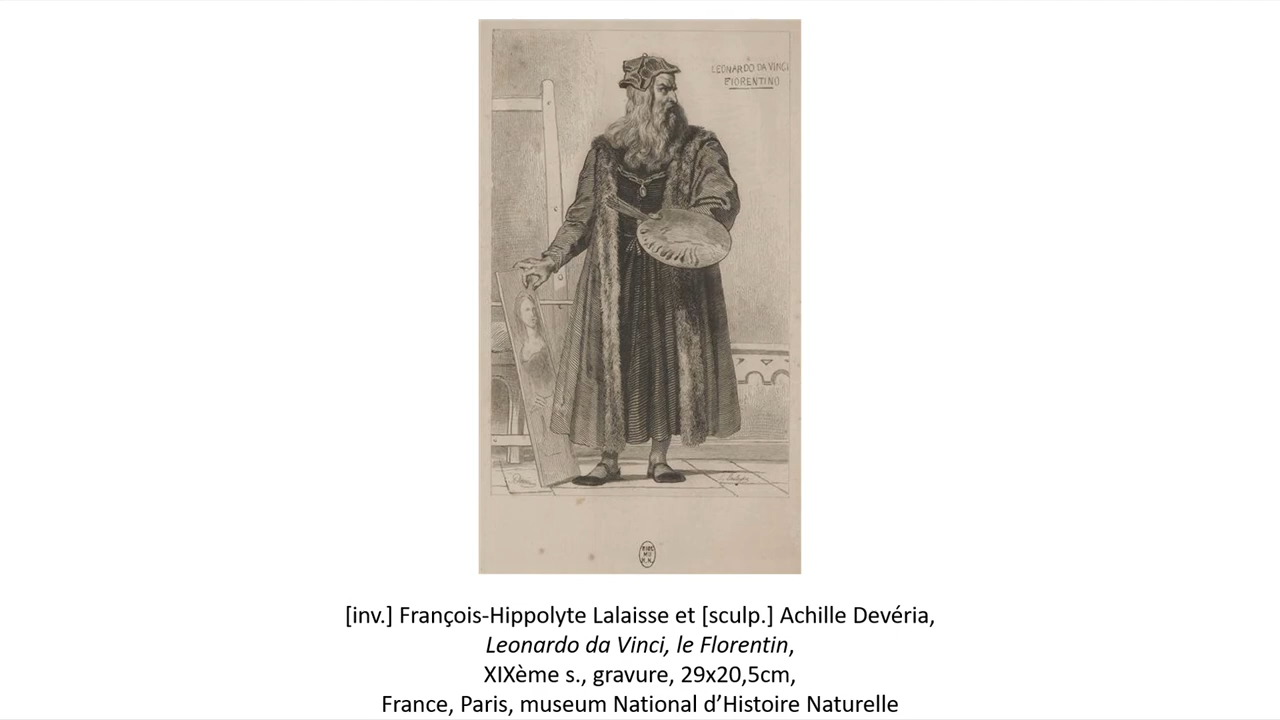 LEONARDO DA VINCI
FIORENTINO
[inv.] François-Hippolyte Lalaisse et [sculp.] Achille Devéria,
Leonardo da Vinci, le Florentin,
XIXème s., gravure, 29x20,5cm,
France, Paris, museum National d’Histoire Naturelle